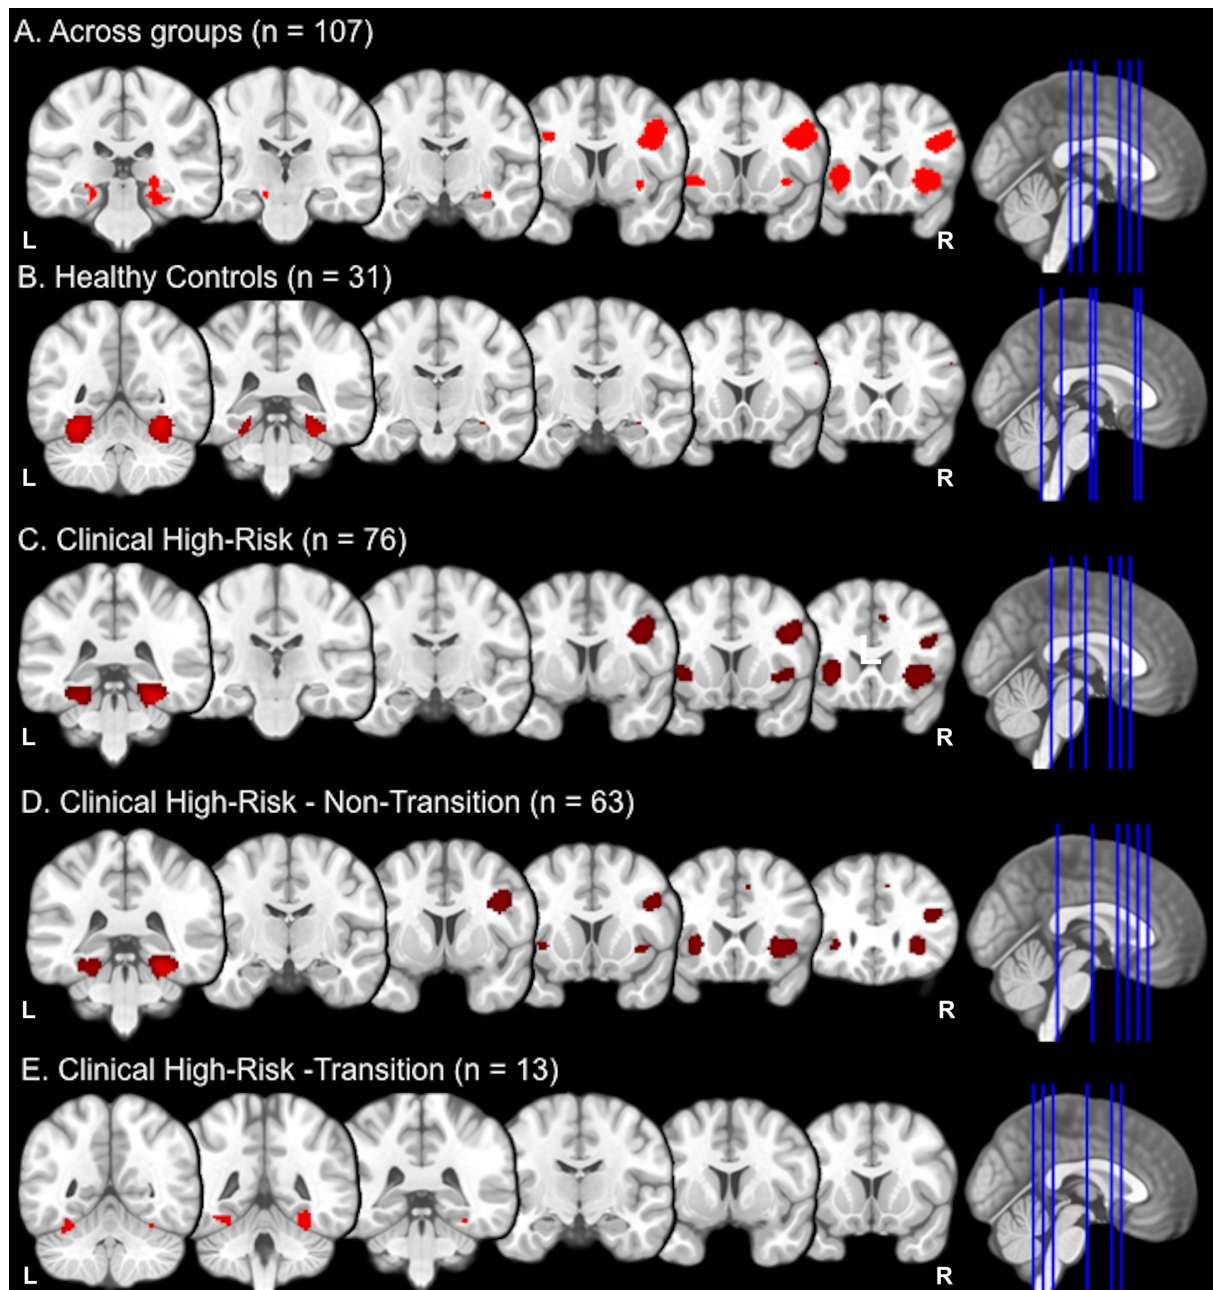 A. Across groups (n = 107)
L
R
B. Healthy Controls (n = 31)
L
R
C. Clinical High-Risk (n = 76)
L
L
R
D. Clinical High-Risk - Non-Transition (n = 63)
L
R
E. Clinical High-Risk -Transition (n = 13)
L
R